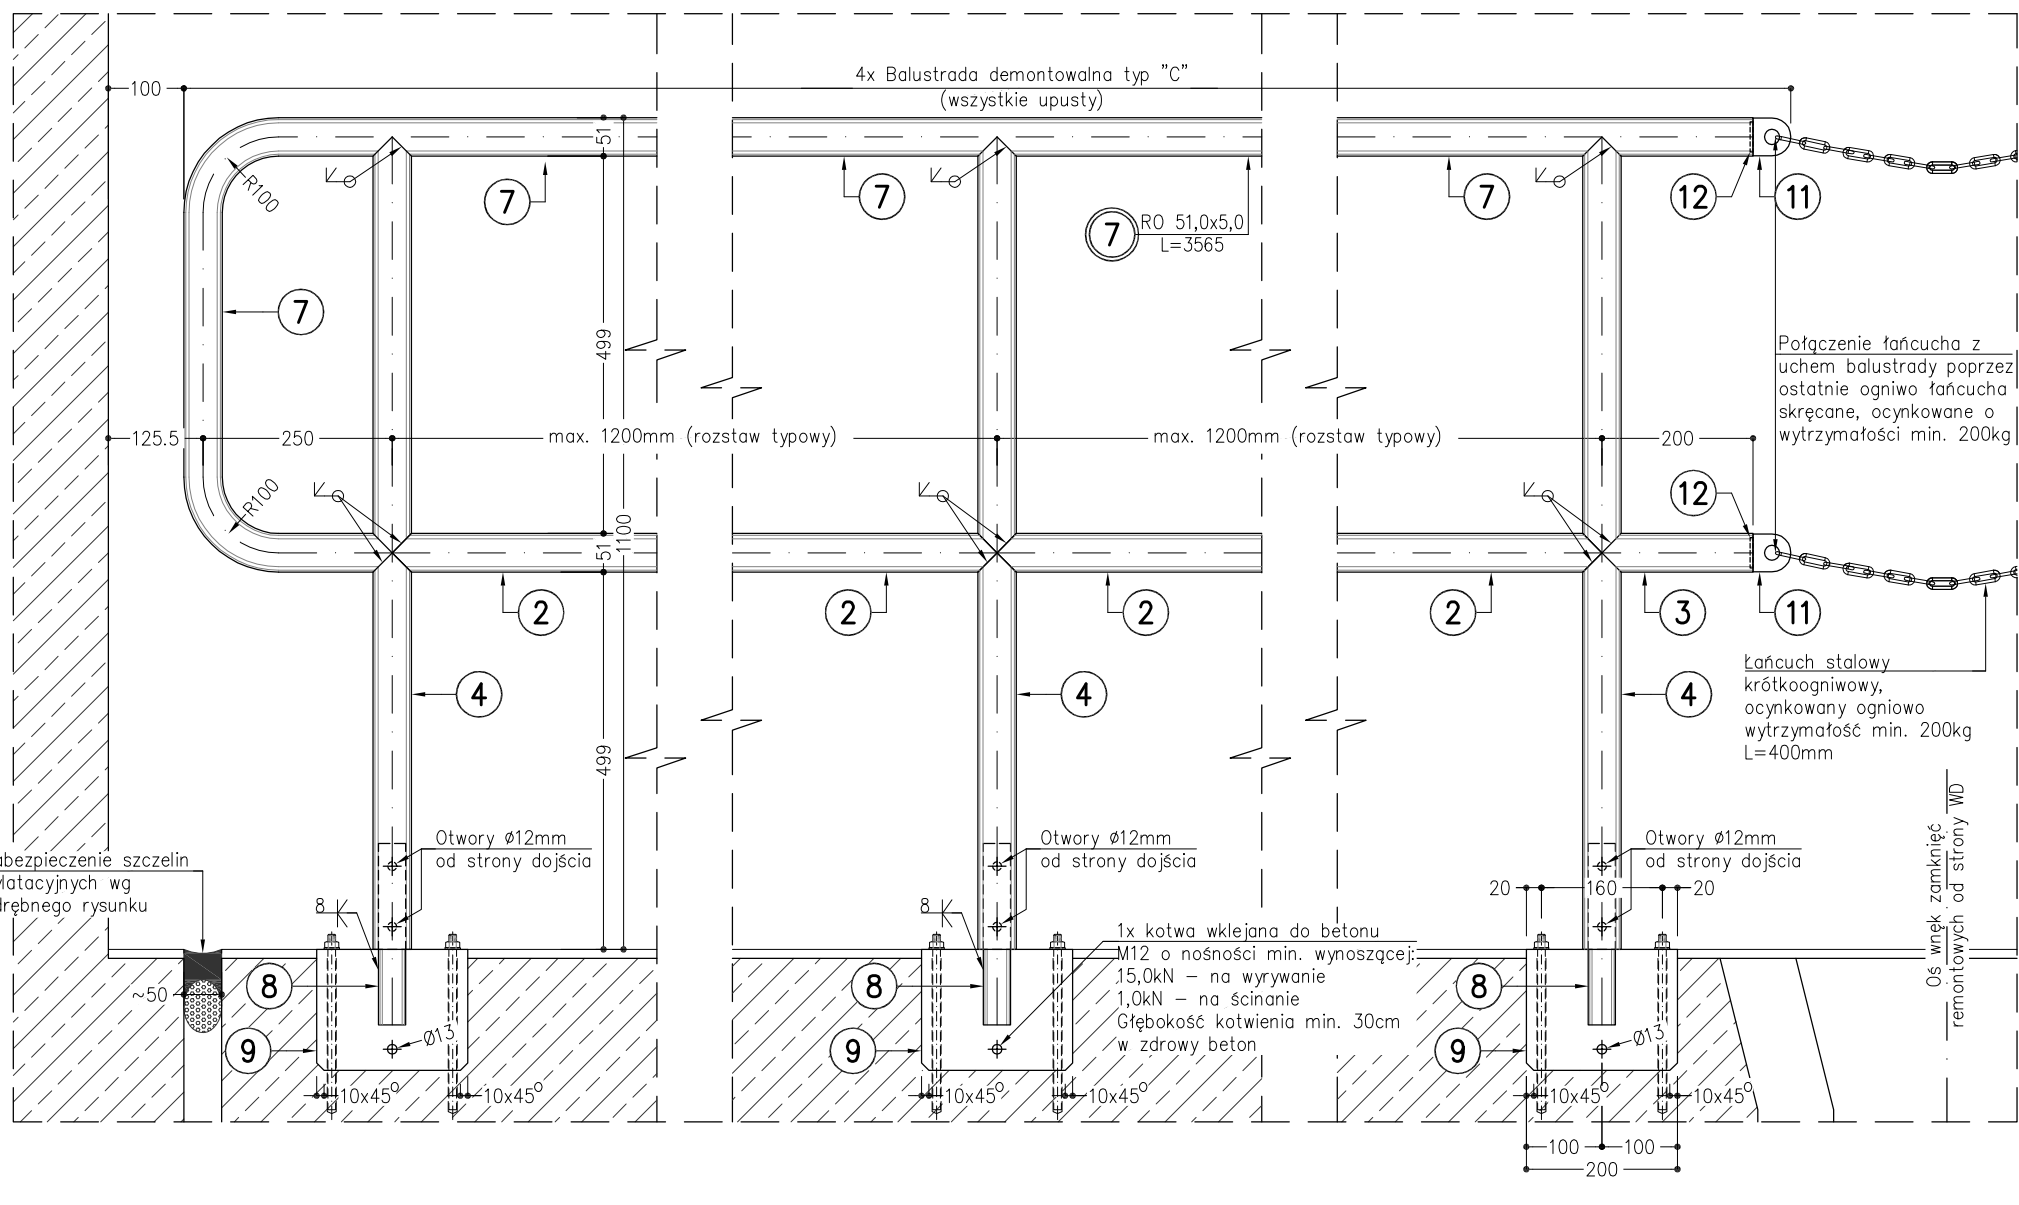 4x Balustrada demontowalna typ "C"
(wszystkie upusty)
100
51
R100
7
7
7
7
RO 51,0x5,0
L=3565
7
12
11
7
499
1100
Połączenie łańcucha z
uchem balustrady poprzez
ostatnie ogniwo łańcucha
skręcane, ocynkowane o
wytrzymałości min. 200kg
125.5
250
max. 1200mm (rozstaw typowy)
max. 1200mm (rozstaw typowy)
200
R100
12
51
2
2
2
2
3
11
4
4
4
Łańcuch stalowy
krótkoogniwowy,
ocynkowany ogniowo
wytrzymałość min. 200kg
L=400mm
499
Otwory ø12mm
od strony dojścia
Otwory ø12mm
od strony dojścia
Otwory ø12mm
od strony dojścia
abezpieczenie szczelin
latacyjnych wg
drębnego rysunku
8
8
20
160
20
1x kotwa wklejana do betonu
M12 o nośności min. wynoszącej:
15,0kN – na wyrywanie
1,0kN – na ścinanie
Głębokość kotwienia min. 30cm
w zdrowy beton
Oś wnęk zamknięć
remontowych od strony WD
~50
8
8
8
9
Ø13
9
9
Ø13
10x45°
10x45°
10x45°
10x45°
10x45°
10x45°
100
100
200